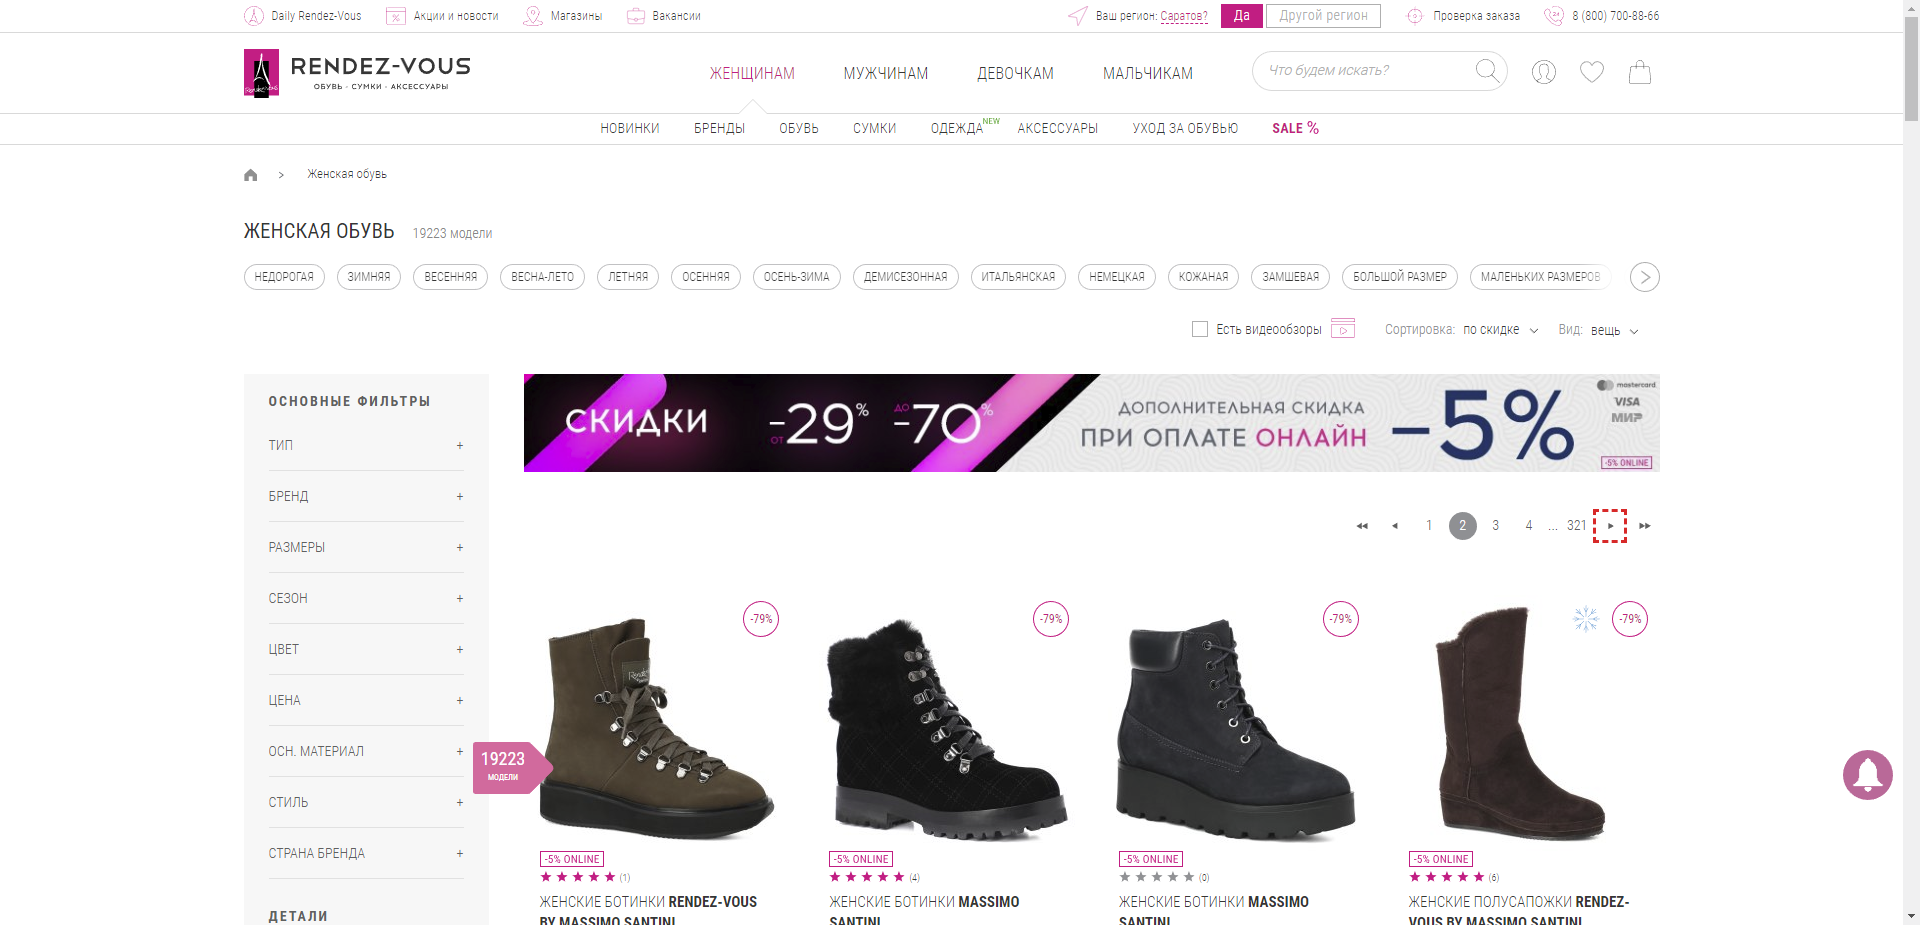 Daily Rendez-Vous
Акции и новости
Магазины
Вакансии
Ваш регион: Саратов?
Да
Другой регион
Проверка заказа
8 (800) 700-88-66
RENDEZ-VOUS
ОБУВЬ · СУМКИ · АКСЕССУАРЫ
ЖЕНЩИНАМ
МУЖЧИНАМ
ДЕВОЧКАМ
МАЛЬЧИКАМ
Что будем искать?
НОВИНКИ
БРЕНДЫ
ОБУВЬ
СУМКИ
ОДЕЖДА NEW
АКСЕССУАРЫ
УХОД ЗА ОБУВЬЮ
SALE %
> Женская обувь
ЖЕНСКАЯ ОБУВЬ 19223 модели
НЕДОРОГАЯ
ЗИМНЯЯ
ВЕСЕННЯЯ
ВЕСНА-ЛЕТО
ЛЕТНЯЯ
ОСЕННЯЯ
ОСЕНЬ-ЗИМА
ДЕМИСЕЗОННАЯ
ИТАЛЬЯНСКАЯ
НЕМЕЦКАЯ
КОЖАНАЯ
ЗАМШЕВАЯ
БОЛЬШОЙ РАЗМЕР
МАЛЕНЬКИХ РАЗМЕРОВ
Есть видеообзоры
Сортировка: по скидке
Вид: вещь
ОСНОВНЫЕ ФИЛЬТРЫ
ТИП +
БРЕНД +
РАЗМЕРЫ +
СЕЗОН +
ЦВЕТ +
ЦЕНА +
ОСН. МАТЕРИАЛ +
СТИЛЬ +
СТРАНА БРЕНДА +
ДЕТАЛИ
19223
МОДЕЛИ
СКИДКИ
ОТ -29% ДО -70%
ДОПОЛНИТЕЛЬНАЯ СКИДКА
ПРИ ОПЛАТЕ ОНЛАЙН
-5%
mastercard
VISA
МИР
-5% ONLINE
1 2 3 4 ... 321
-79%
-79%
-79%
-79%
-5% ONLINE
(1)
ЖЕНСКИЕ БОТИНКИ RENDEZ-VOUS
BY MASSIMO SANTINI
-5% ONLINE
(4)
ЖЕНСКИЕ БОТИНКИ MASSIMO
SANTINI
-5% ONLINE
(0)
ЖЕНСКИЕ БОТИНКИ MASSIMO
SANTINI
-5% ONLINE
(6)
ЖЕНСКИЕ ПОЛУСАПОЖКИ RENDEZ-
VOUS BY MASSIMO SANTINI